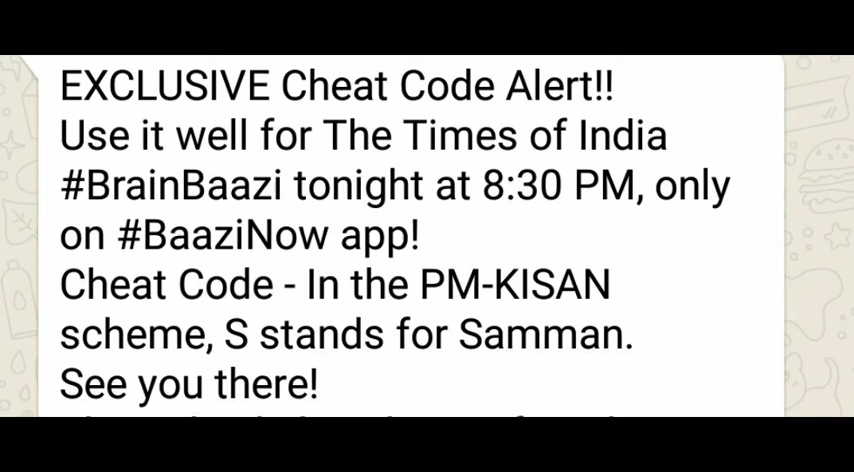 EXCLUSIVE Cheat Code Alert!!
Use it well for The Times of India
#BrainBaazi tonight at 8:30 PM, only
on #BaaziNow app!
Cheat Code - In the PM-KISAN
scheme, S stands for Samman.
See you there!